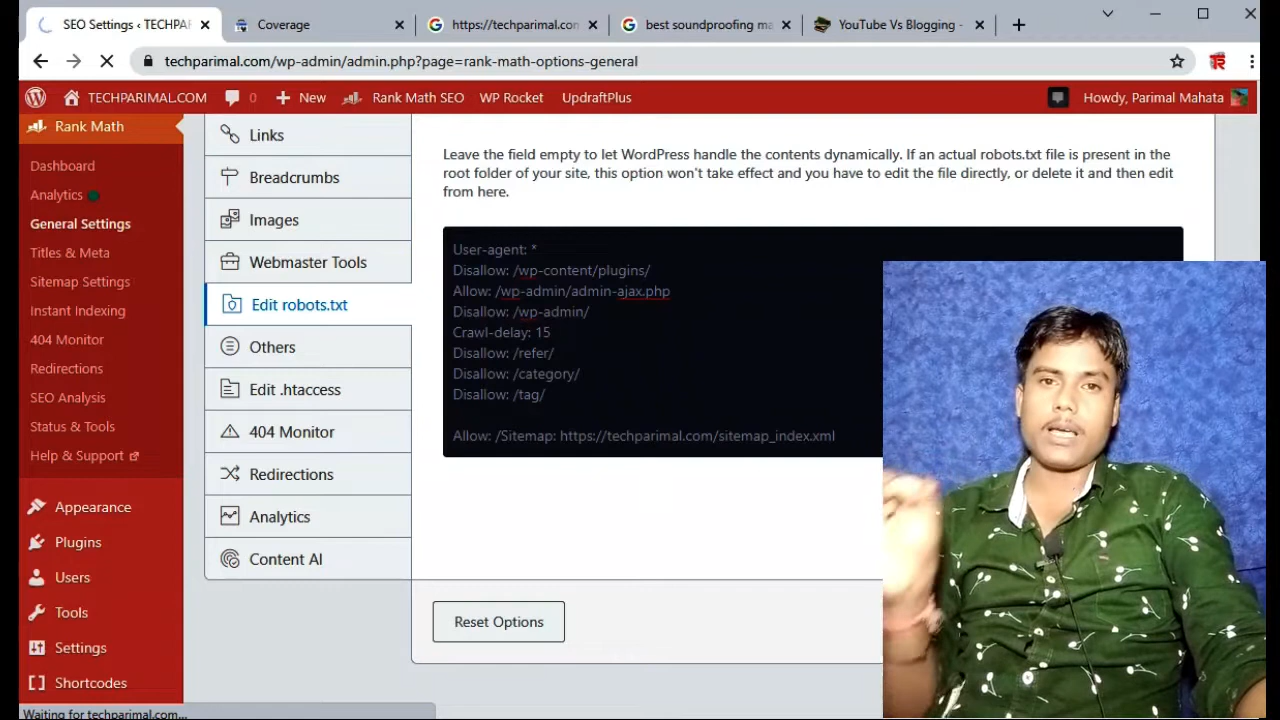 SEO Settings ‹ TECHPAR
Coverage
https://techparimal.com
best soundproofing ma
YouTube Vs Blogging -
techparimal.com/wp-admin/admin.php?page=rank-math-options-general
TECHPARIMAL.COM
0
New
Rank Math SEO
WP Rocket
UpdraftPlus
Howdy, Parimal Mahata
Rank Math
Dashboard
Analytics
General Settings
Titles & Meta
Sitemap Settings
Instant Indexing
404 Monitor
Redirections
SEO Analysis
Status & Tools
Help & Support
Appearance
Plugins
Users
Tools
Settings
Shortcodes
Waiting for techparimal.com...
Links
Breadcrumbs
Images
Webmaster Tools
Edit robots.txt
Others
Edit .htaccess
404 Monitor
Redirections
Analytics
Content AI
Leave the field empty to let WordPress handle the contents dynamically. If an actual robots.txt file is present in the
root folder of your site, this option won't take effect and you have to edit the file directly, or delete it and then edit
from here.
User-agent: *
Disallow: /wp-content/plugins/
Allow: /wp-admin/admin-ajax.php
Disallow: /wp-admin/
Crawl-delay: 15
Disallow: /refer/
Disallow: /category/
Disallow: /tag/
Allow: /Sitemap: https://techparimal.com/sitemap_index.xml
Reset Options